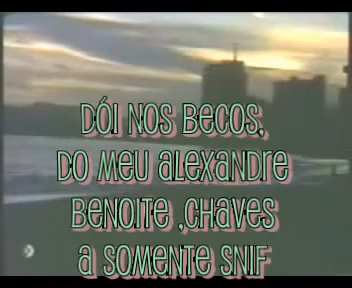 DÓI NOS BECOS,
DO MEU ALEXANDRE
BENOITE ,CHAVES
A SOMENTE SNIF